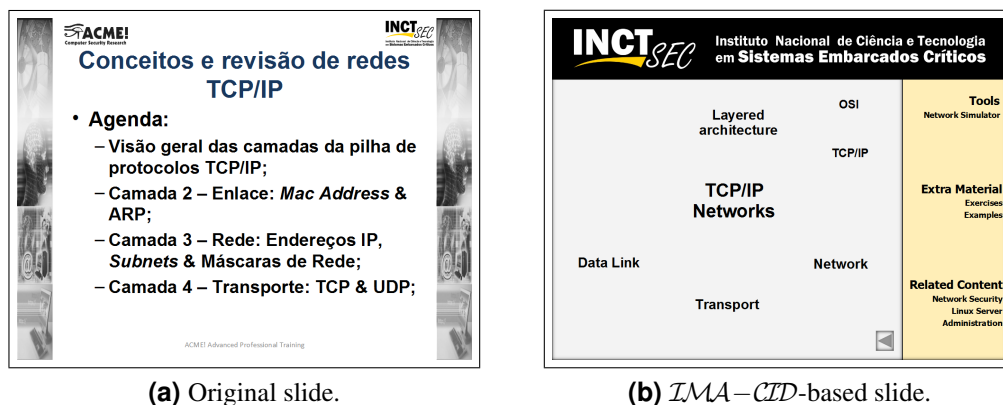 ACME!
Computer Security Research
INCT SEC
Conceitos e revisão de redes
TCP/IP
• Agenda:
– Visão geral das camadas da pilha de
protocolos TCP/IP;
– Camada 2 – Enlace: Mac Address &
ARP;
– Camada 3 – Rede: Endereços IP,
Subnets & Máscaras de Rede;
– Camada 4 – Transporte: TCP & UDP;
ACME! Advanced Professional Training
(a) Original slide.
INCT SEC
Instituto Nacional de Ciência e Tecnologia
em Sistemas Embarcados Críticos
Layered
architecture
OSI
TCP/IP
TCP/IP
Networks
Data Link
Network
Transport
Tools
Network Simulator
Extra Material
Exercises
Examples
Related Content
Network Security
Linux Server
Administration
(b) IMA–CID-based slide.